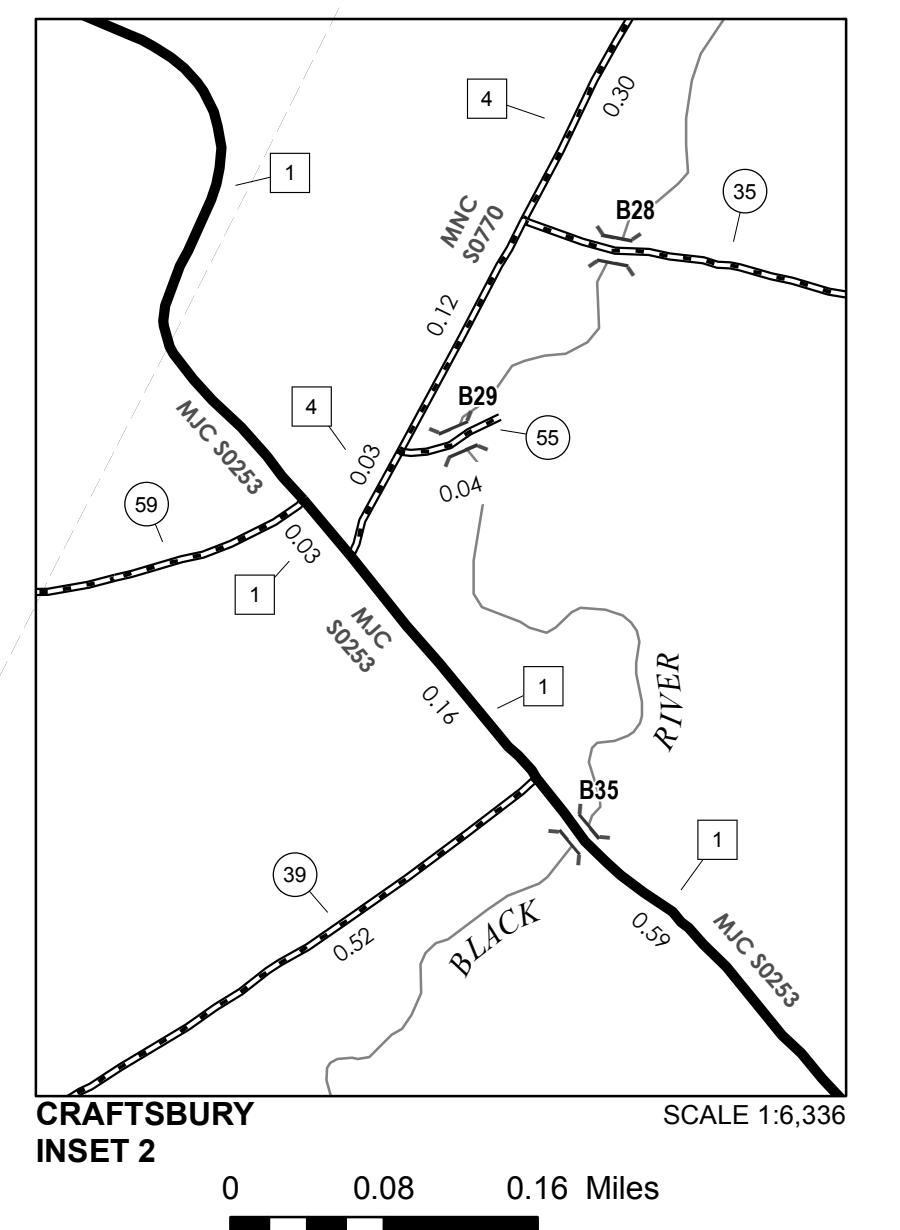 4
0.30
1
35
B28
MNC
S0770
0.12
B29
4
MJC S0253
55
0.03
0.04
59
0.03
1
MJC
S0253
1
0.16
RIVER
B35
1
39
BLACK
0.52
0.59
MJC S0253
CRAFTSBURY
INSET 2
SCALE 1:6,336
0 0.08 0.16 Miles